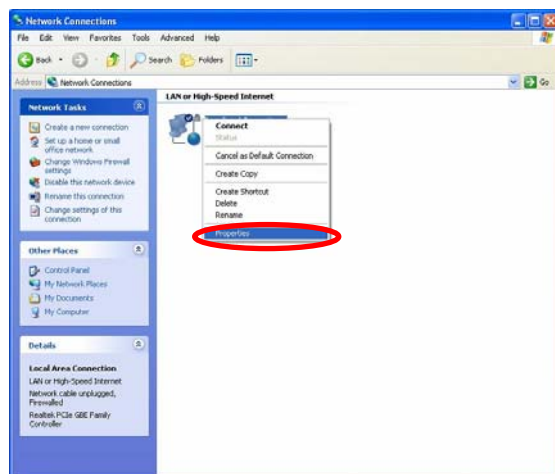 Network Connections
File Edit View Favorites Tools Advanced Help
Back Search Folders
Address Network Connections Go
Network Tasks
Create a new connection
Set up a home or small
office network
Change Windows Firewall
settings
Disable this network device
Rename this connection
Change settings of this
connection
Other Places
Control Panel
My Network Places
My Documents
My Computer
Details
Local Area Connection
LAN or High-Speed Internet
Network cable unplugged,
Firewalled
Realtek PCIe GBE Family
Controller
LAN or High-Speed Internet
Connect
Status
Cancel as Default Connection
Create Copy
Create Shortcut
Delete
Rename
Properties